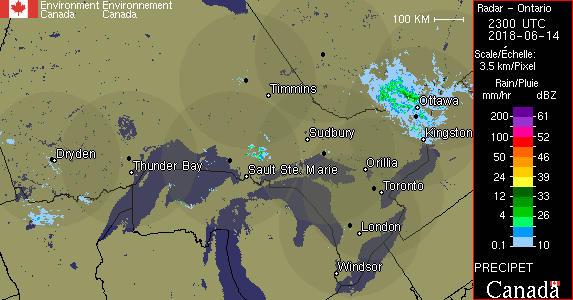 Environment Environnement
Canada Canada
100 KM
Timmins
Ottawa
Sudbury
Kingston
Dryden
Thunder Bay
Sault Ste. Marie
Orillia
Toronto
London
Windsor
Radar - Ontario
2300 UTC
2018-06-14
Scale/Échelle:
3.5 km/Pixel
Rain/Pluie
mm/hr dBZ
200 61
100 52
50 46
24 39
12 33
4 26
0.1 10
PRECIPET
Canada